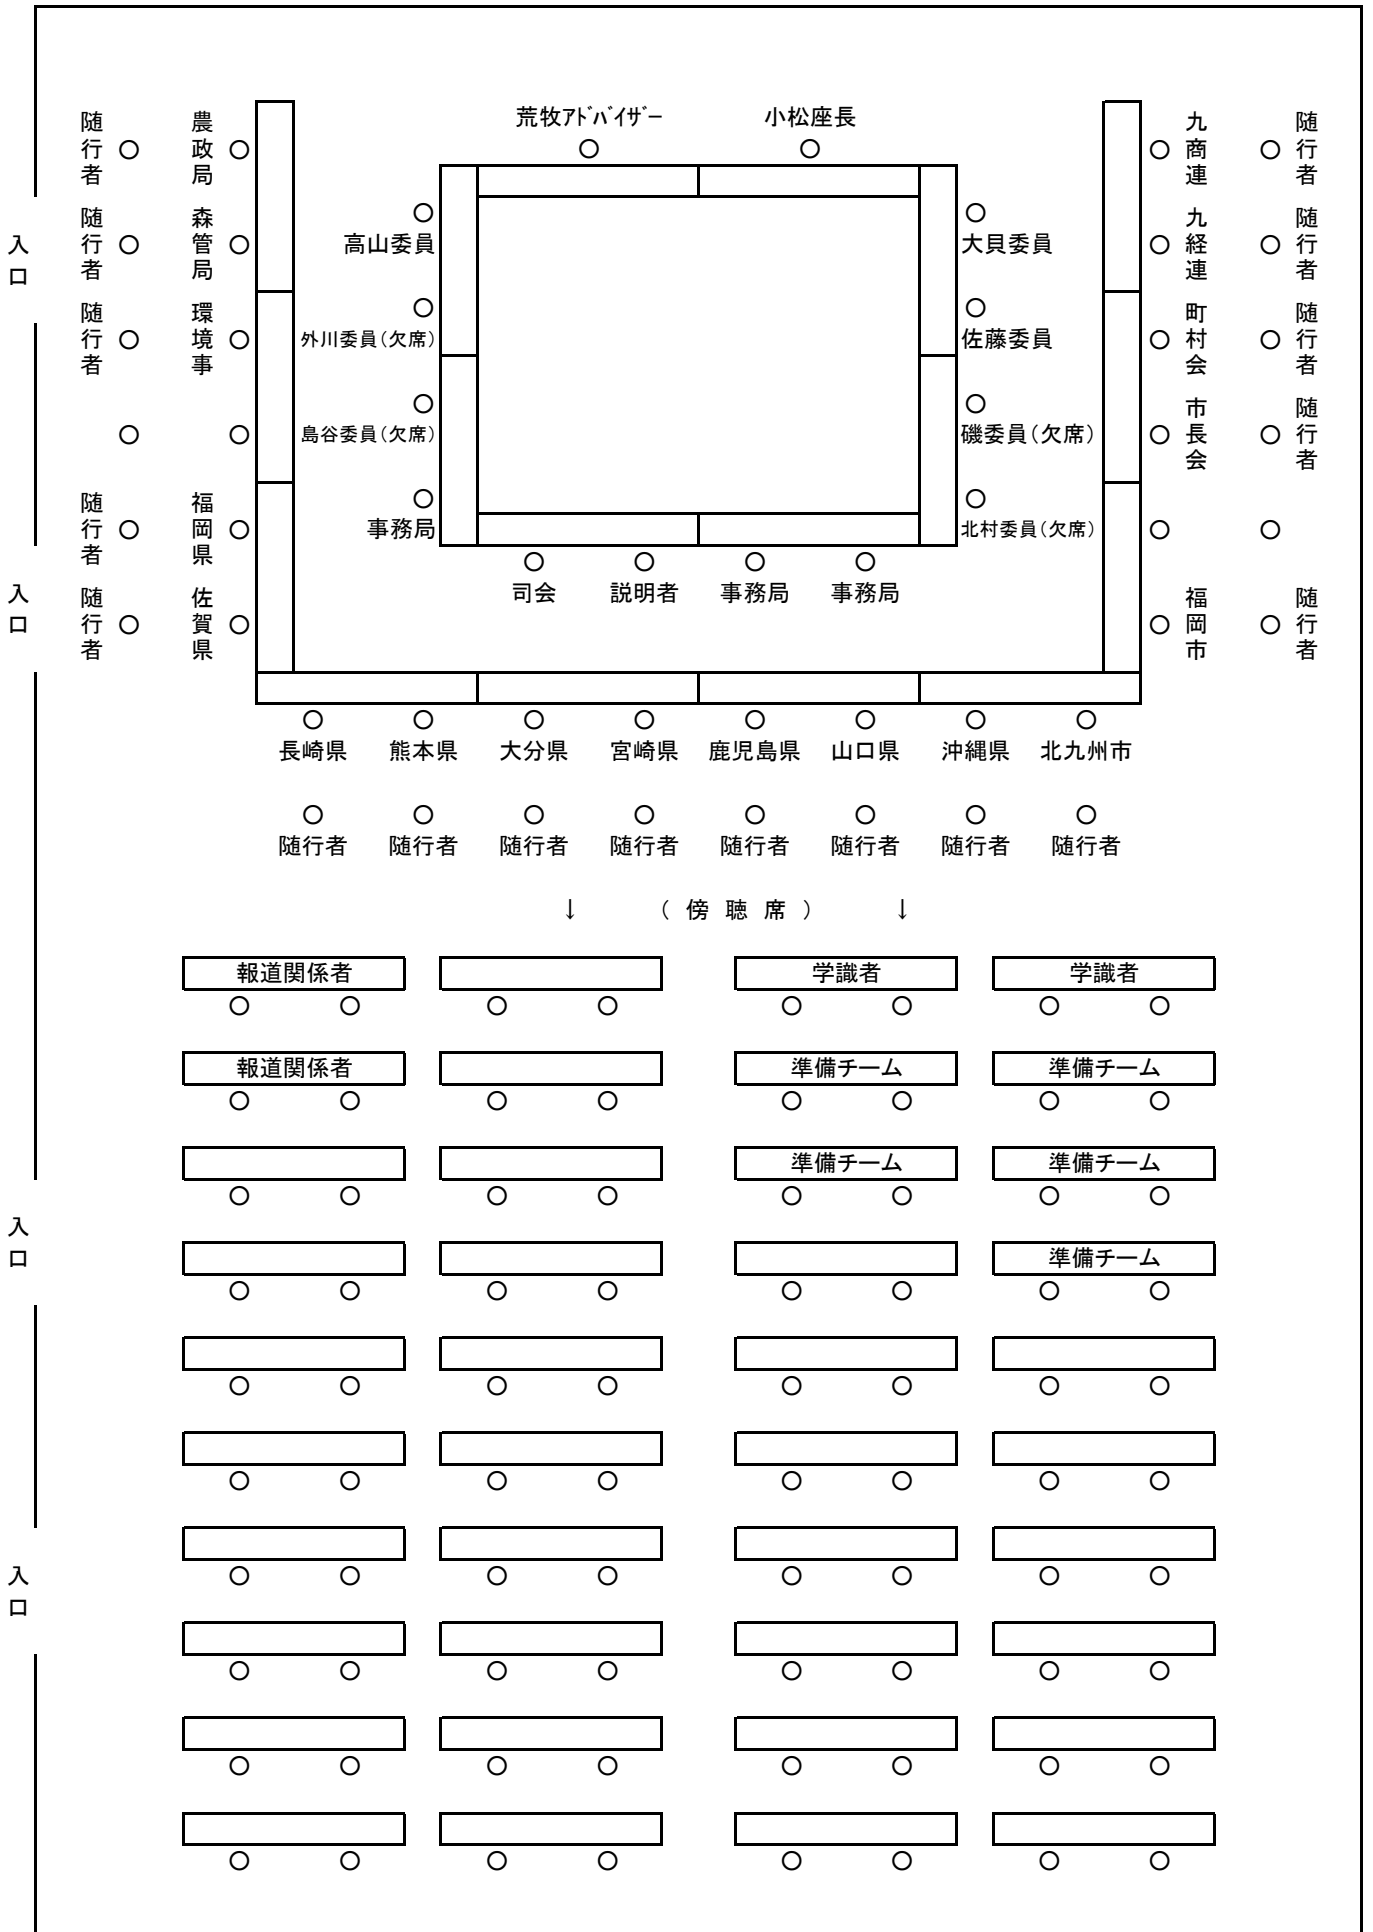 荒牧ｱﾄﾞﾊﾞｲｻﾞｰ
小松座長
随行者
農政局
九商連
随行者
高山委員
大貝委員
入口
随行者
森管局
九経連
随行者
外川委員（欠席）
佐藤委員
随行者
環境事
町村会
随行者
島谷委員（欠席）
磯委員（欠席）
市長会
随行者
事務局
北村委員（欠席）
随行者
福岡県
司会
説明者
事務局
事務局
入口
随行者
佐賀県
福岡市
随行者
長崎県
熊本県
大分県
宮崎県
鹿児島県
山口県
沖縄県
北九州市
随行者
随行者
随行者
随行者
随行者
随行者
随行者
随行者
↓ （ 傍 聴 席 ） ↓
報道関係者
学識者
学識者
報道関係者
準備チーム
準備チーム
準備チーム
準備チーム
入口
準備チーム
入口